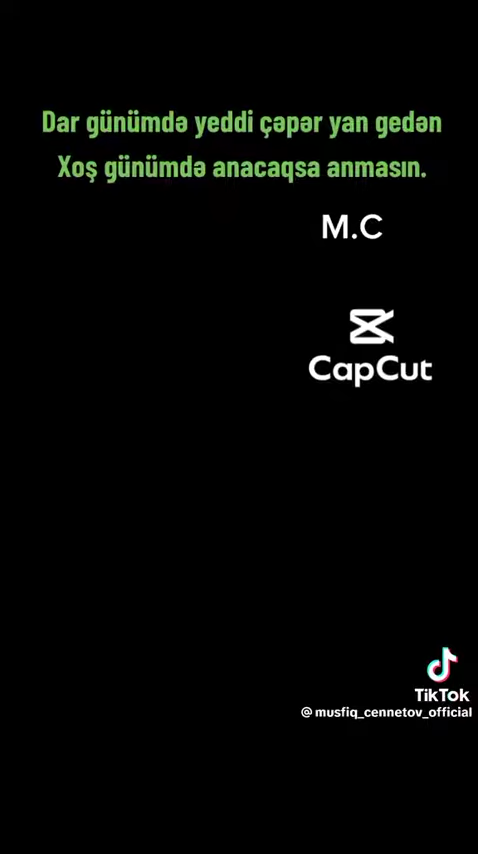 Dar günümdə yeddi çəpər yan gedən
Xoş günümdə anacaqsa anmasın.
M.C
CapCut
TikTok
@musfiq_cennetov_official